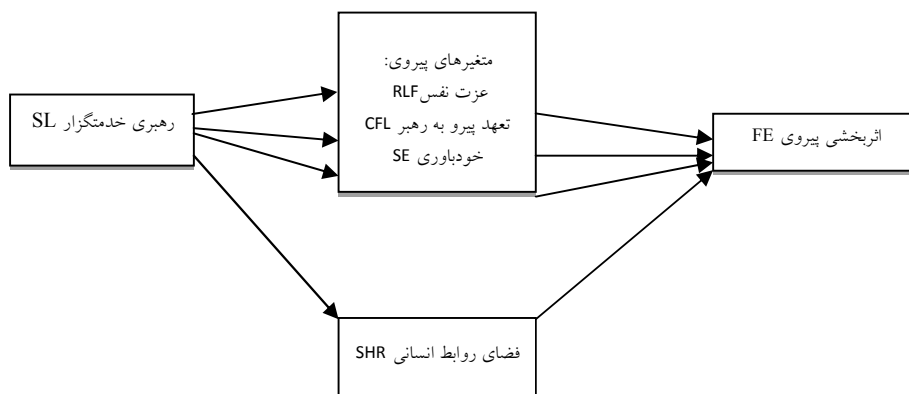 متغیرهای پیروی:
عزت نفسRLF
تعهد پیرو به رهبر CFL
خودباوری SE
رهبری خدمتگزار SL
اثربخشی پیروی FE
فضای روابط انسانی SHR